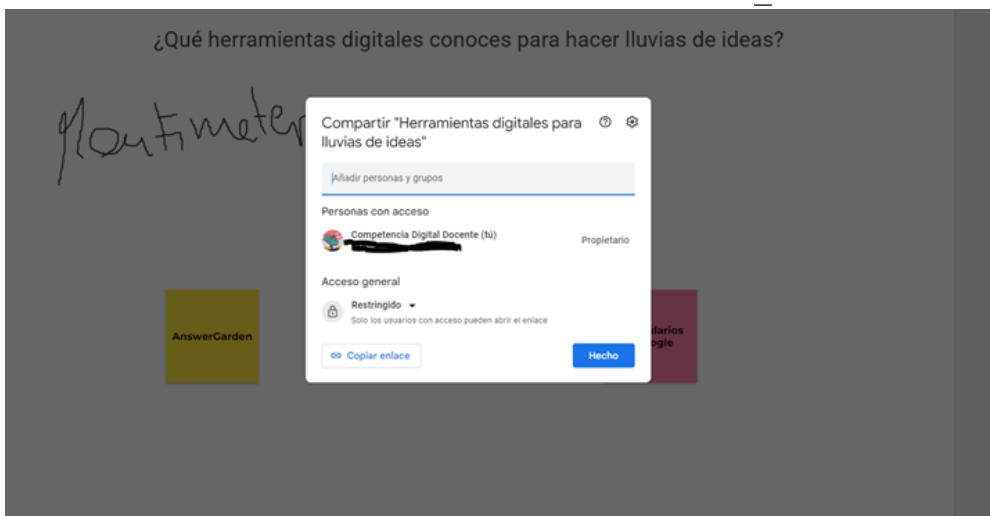 ¿Qué herramientas digitales conoces para hacer lluvias de ideas?
Compartir "Herramientas digitales para
lluvias de ideas"
Añadir personas y grupos
Personas con acceso
Competencia Digital Docente (tú)
Propietario
Acceso general
Restringido
Solo los usuarios con acceso pueden abrir el enlace
Copiar enlace
Hecho
AnswerGarden
larios
ogle